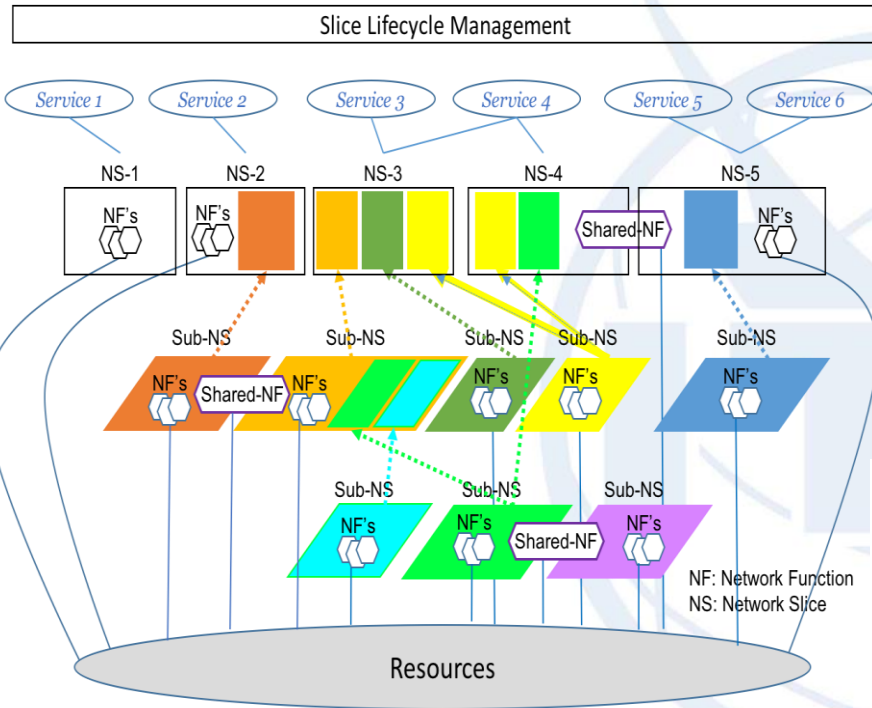 Slice Lifecycle Management
Service 1
Service 2
Service 3
Service 4
Service 5
Service 6
NS-1
NS-2
NS-3
NS-4
NS-5
NF's
NF's
Shared-NF
NF's
Sub-NS
Sub-NS
Sub-NS
Sub-NS
Sub-NS
NF's
Shared-NF
NF's
NF's
NF's
NF's
Sub-NS
Sub-NS
Sub-NS
NF's
NF's
Shared-NF
NF's
NF: Network Function
NS: Network Slice
Resources